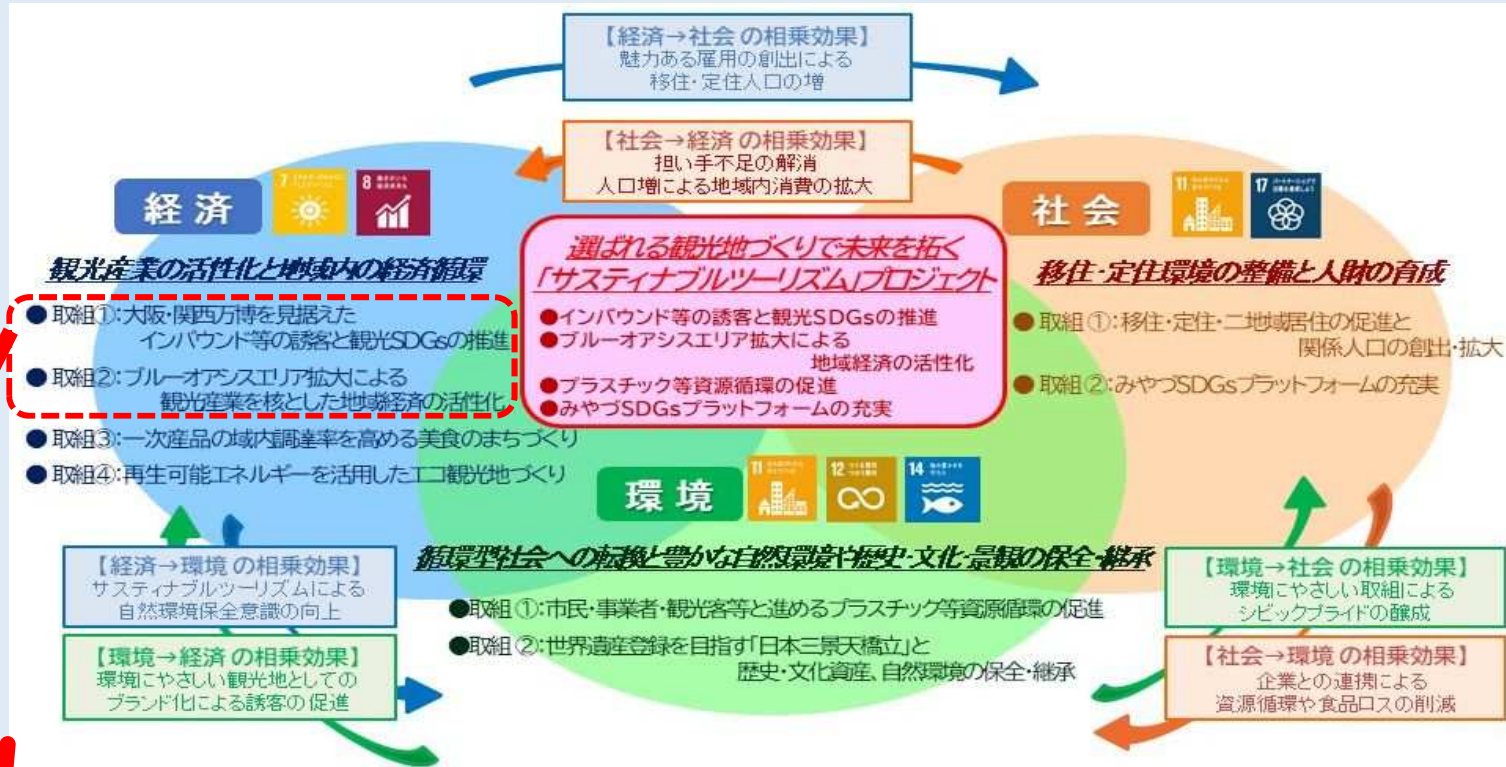 【経済→社会 の相乗効果】
魅力ある雇用の創出による
移住・定住人口の増
【社会→経済 の相乗効果】
担い手不足の解消
人口増による地域内消費の拡大
経済
7
8
社会
11
17
観光産業の活性化と地域内の経済循環
●取組①:大阪・関西万博を見据えた
インバウンド等の誘客と観光SDGsの推進
●取組②:ブルーオアシスエリア拡大による
観光産業を核とした地域経済の活性化
●取組③:一次産品の域内調達率を高める美食のまちづくり
●取組④:再生可能エネルギーを活用したエコ観光地づくり
選ばれる観光地づくりで未来を拓く
「サスティナブルツーリズム」プロジェクト
●インバウンド等の誘客と観光SDGsの推進
●ブルーオアシスエリア拡大による
地域経済の活性化
●プラスチック等資源循環の促進
●みやづSDGsプラットフォームの充実
移住・定住環境の整備と人財の育成
●取組①:移住・定住・二地域居住の促進と
関係人口の創出・拡大
●取組②:みやづSDGsプラットフォームの充実
環境
11
12
14
循環型社会への転換と豊かな自然環境や歴史・文化・景観の保全・継承
●取組①:市民・事業者・観光客等と進めるプラスチック等資源循環の促進
●取組②:世界遺産登録を目指す「日本三景天橋立」と
歴史・文化資産、自然環境の保全・継承
【経済→環境 の相乗効果】
サスティナブルツーリズムによる
自然環境保全意識の向上
【環境→経済 の相乗効果】
環境にやさしい観光地としての
ブランド化による誘客の促進
【環境→社会 の相乗効果】
環境にやさしい取組による
シビックプライドの醸成
【社会→環境 の相乗効果】
企業との連携による
資源循環や食品ロスの削減